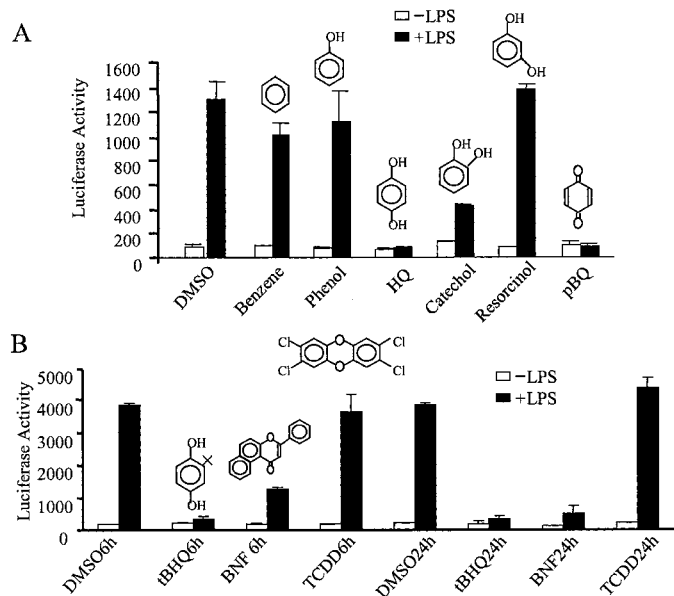 A
−LPS
+LPS
Luciferase Activity
1600
1400
1200
1000
800
600
400
200
0
OH
OH
OH
OH
OH
OH
OH
O
O
DMSO
Benzene
Phenol
HQ
Catechol
Resorcinol
pBQ
B
−LPS
+LPS
Luciferase Activity
5000
4000
3000
2000
1000
0
Cl O Cl
Cl O Cl
OH
OH
O
O
DMSO6h
tBHQ6h
BNF 6h
TCDD6h
DMSO24h
tBHQ24h
BNF24h
TCDD24h